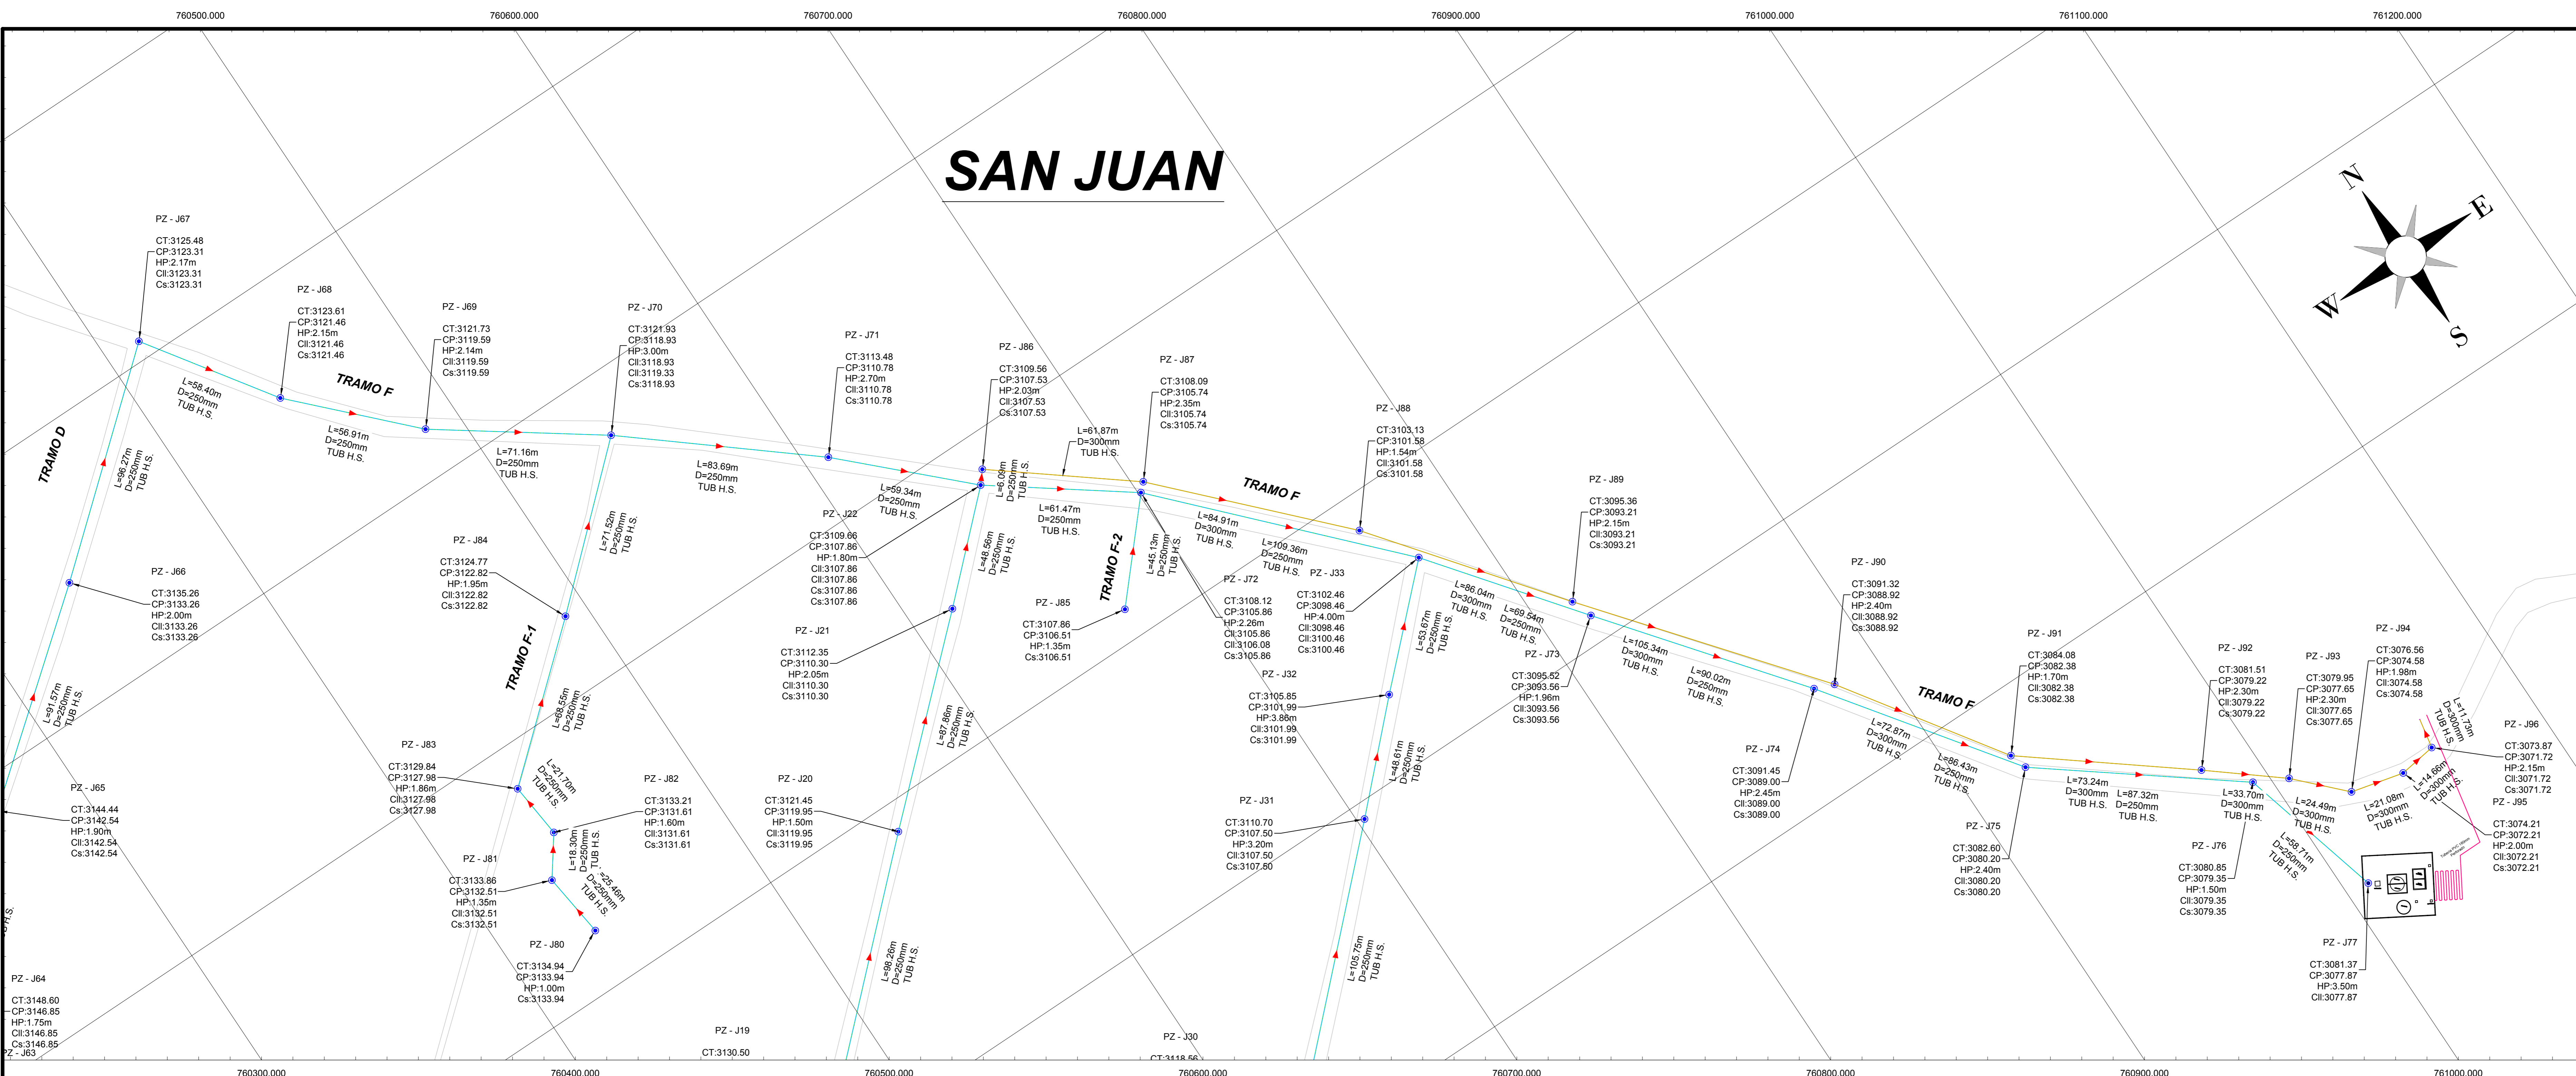 760500.000
760600.000
760700.000
760800.000
760900.000
761000.000
761100.000
761200.000
SAN JUAN
N
E
W
S
PZ - J67
CT:3125.48
CP:3123.31
HP:2.17m
Cll:3123.31
Cs:3123.31
PZ - J68
CT:3123.61
CP:3121.46
HP:2.15m
Cll:3121.46
Cs:3121.46
PZ - J69
CT:3121.73
CP:3119.59
HP:2.14m
Cll:3119.59
Cs:3119.59
PZ - J70
CT:3121.93
CP:3118.93
HP:3.00m
Cll:3118.93
Cll:3119.33
Cs:3118.93
PZ - J71
CT:3113.48
CP:3110.78
HP:2.70m
Cll:3110.78
Cs:3110.78
PZ - J86
CT:3109.56
CP:3107.53
HP:2.03m
Cll:3107.53
Cs:3107.53
PZ - J87
CT:3108.09
CP:3105.74
HP:2.35m
Cll:3105.74
Cs:3105.74
PZ - J88
CT:3103.13
CP:3101.58
HP:1.54m
Cll:3101.58
Cs:3101.58
PZ - J89
CT:3095.36
CP:3093.21
HP:2.15m
Cll:3093.21
Cs:3093.21
PZ - J90
CT:3091.32
CP:3088.92
HP:2.40m
Cll:3088.92
Cs:3088.92
PZ - J91
CT:3084.08
CP:3082.38
HP:1.70m
Cll:3082.38
Cs:3082.38
PZ - J92
CT:3081.51
CP:3079.22
HP:2.30m
Cll:3079.22
Cs:3079.22
PZ - J93
CT:3079.95
CP:3077.65
HP:2.30m
Cll:3077.65
Cs:3077.65
PZ - J94
CT:3076.56
CP:3074.58
HP:1.98m
Cll:3074.58
Cs:3074.58
PZ - J96
CT:3073.87
CP:3071.72
HP:2.15m
Cll:3071.72
Cs:3071.72
PZ - J95
CT:3074.21
CP:3072.21
HP:2.00m
Cll:3072.21
Cs:3072.21
TRAMO D
TRAMO F
TRAMO F
TRAMO F
TRAMO F-1
TRAMO F-2
L=58.40m
D=250mm
TUB H.S.
L=56.91m
D=250mm
TUB H.S.
L=71.16m
D=250mm
TUB H.S.
L=83.69m
D=250mm
TUB H.S.
L=59.34m
D=250mm
TUB H.S.
L=6.09m
D=250mm
TUB H.S.
L=61.87m
D=300mm
TUB H.S.
L=61.47m
D=250mm
TUB H.S.
L=84.91m
D=300mm
TUB H.S.
L=109.36m
D=250mm
TUB H.S.
L=86.04m
D=300mm
TUB H.S.
L=69.54m
D=250mm
TUB H.S.
L=105.34m
D=300mm
TUB H.S.
L=90.02m
D=250mm
TUB H.S.
L=72.87m
D=300mm
TUB H.S.
L=86.43m
D=250mm
TUB H.S.
L=73.24m
D=300mm
TUB H.S.
L=87.32m
D=250mm
TUB H.S.
L=33.70m
D=300mm
TUB H.S.
L=24.49m
D=300mm
TUB H.S.
L=21.08m
D=300mm
TUB H.S.
L=14.66m
D=300mm
TUB H.S.
L=11.73m
D=300mm
TUB H.S.
L=58.71m
D=250mm
TUB H.S.
L=96.27m
D=250mm
TUB H.S.
L=91.57m
D=250mm
TUB H.S.
L=71.52m
D=250mm
TUB H.S.
L=68.55m
D=250mm
TUB H.S.
L=21.70m
D=250mm
TUB H.S.
L=18.30m
D=250mm
TUB H.S.
=25.46m
D=250mm
TUB H.S.
L=48.56m
D=250mm
TUB H.S.
L=87.86m
D=250mm
TUB H.S.
L=98.26m
D=250mm
TUB H.S.
L=45.13m
D=250mm
TUB H.S.
L=53.67m
D=250mm
TUB H.S.
L=48.61m
D=250mm
TUB H.S.
L=105.75m
D=250mm
TUB H.S.
PZ - J66
CT:3135.26
CP:3133.26
HP:2.00m
Cll:3133.26
Cs:3133.26
PZ - J65
CT:3144.44
CP:3142.54
HP:1.90m
Cll:3142.54
Cs:3142.54
PZ - J64
CT:3148.60
CP:3146.85
HP:1.75m
Cll:3146.85
Cs:3146.85
PZ - J63
H.S.
PZ - J84
CT:3124.77
CP:3122.82
HP:1.95m
Cll:3122.82
Cs:3122.82
PZ - J83
CT:3129.84
CP:3127.98
HP:1.86m
Cll:3127.98
Cs:3127.98
PZ - J82
CT:3133.21
CP:3131.61
HP:1.60m
Cll:3131.61
Cs:3131.61
PZ - J81
CT:3133.86
CP:3132.51
HP:1.35m
Cll:3132.51
Cs:3132.51
PZ - J80
CT:3134.94
CP:3133.94
HP:1.00m
Cs:3133.94
PZ - J22
CT:3109.66
CP:3107.86
HP:1.80m
Cll:3107.86
Cll:3107.86
Cs:3107.86
Cs:3107.86
PZ - J21
CT:3112.35
CP:3110.30
HP:2.05m
Cll:3110.30
Cs:3110.30
PZ - J20
CT:3121.45
CP:3119.95
HP:1.50m
Cll:3119.95
Cs:3119.95
PZ - J19
CT:3130.50
PZ - J85
CT:3107.86
CP:3106.51
HP:1.35m
Cs:3106.51
PZ - J72
CT:3108.12
CP:3105.86
HP:2.26m
Cll:3105.86
Cll:3106.08
Cs:3105.86
PZ - J33
CT:3102.46
CP:3098.46
HP:4.00m
Cll:3098.46
Cll:3100.46
Cs:3100.46
PZ - J32
CT:3105.85
CP:3101.99
HP:3.86m
Cll:3101.99
Cs:3101.99
PZ - J31
CT:3110.70
CP:3107.50
HP:3.20m
Cll:3107.50
Cs:3107.50
PZ - J30
CT:3118.56
PZ - J73
CT:3095.52
CP:3093.56
HP:1.96m
Cll:3093.56
Cs:3093.56
PZ - J74
CT:3091.45
CP:3089.00
HP:2.45m
Cll:3089.00
Cs:3089.00
PZ - J75
CT:3082.60
CP:3080.20
HP:2.40m
Cll:3080.20
Cs:3080.20
PZ - J76
CT:3080.85
CP:3079.35
HP:1.50m
Cll:3079.35
Cs:3079.35
PZ - J77
CT:3081.37
CP:3077.87
HP:3.50m
Cll:3077.87
760300.000
760400.000
760500.000
760600.000
760700.000
760800.000
760900.000
761000.000